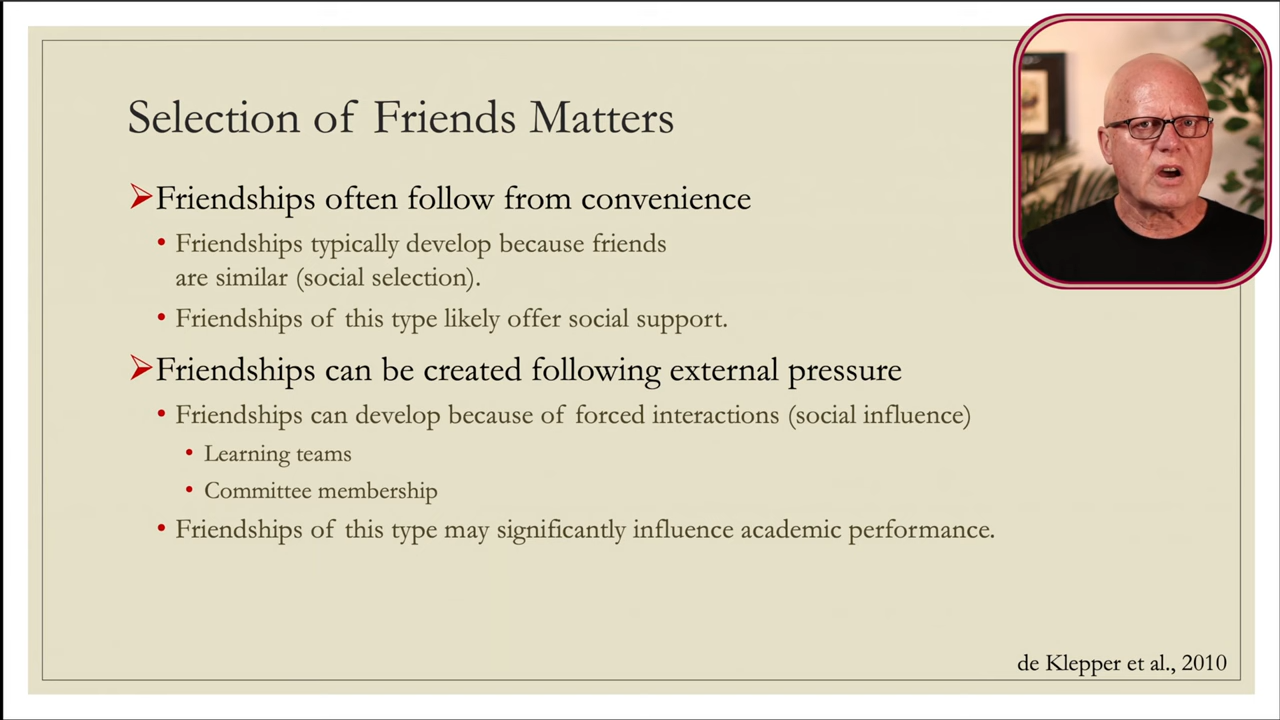 Selection of Friends Matters
Friendships often follow from convenience
Friendships typically develop because friends
are similar (social selection).
Friendships of this type likely offer social support.
Friendships can be created following external pressure
Friendships can develop because of forced interactions (social influence)
Learning teams
Committee membership
Friendships of this type may significantly influence academic performance.
de Klepper et al., 2010